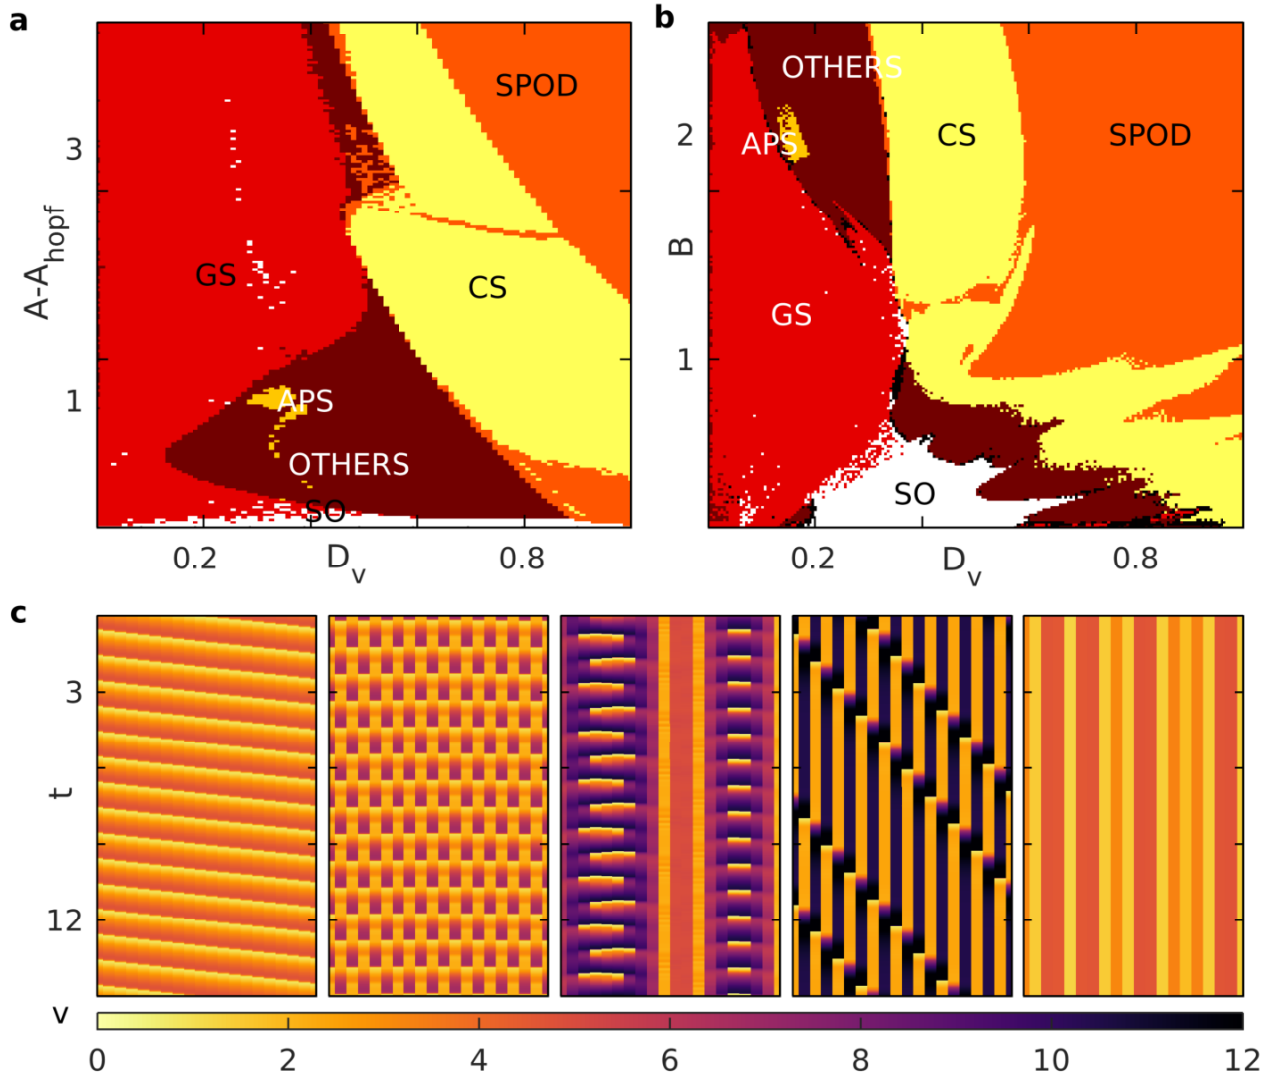 a
b
SPOD
OTHERS
2
CS
SPOD
3
APS
A-A_hopf
GS
CS
B
GS
1
APS
1
OTHERS
SO
SO
0.2
D_v
0.8
0.2
D_v
0.8
c
3
t
12
v
0 2 4 6 8 10 12